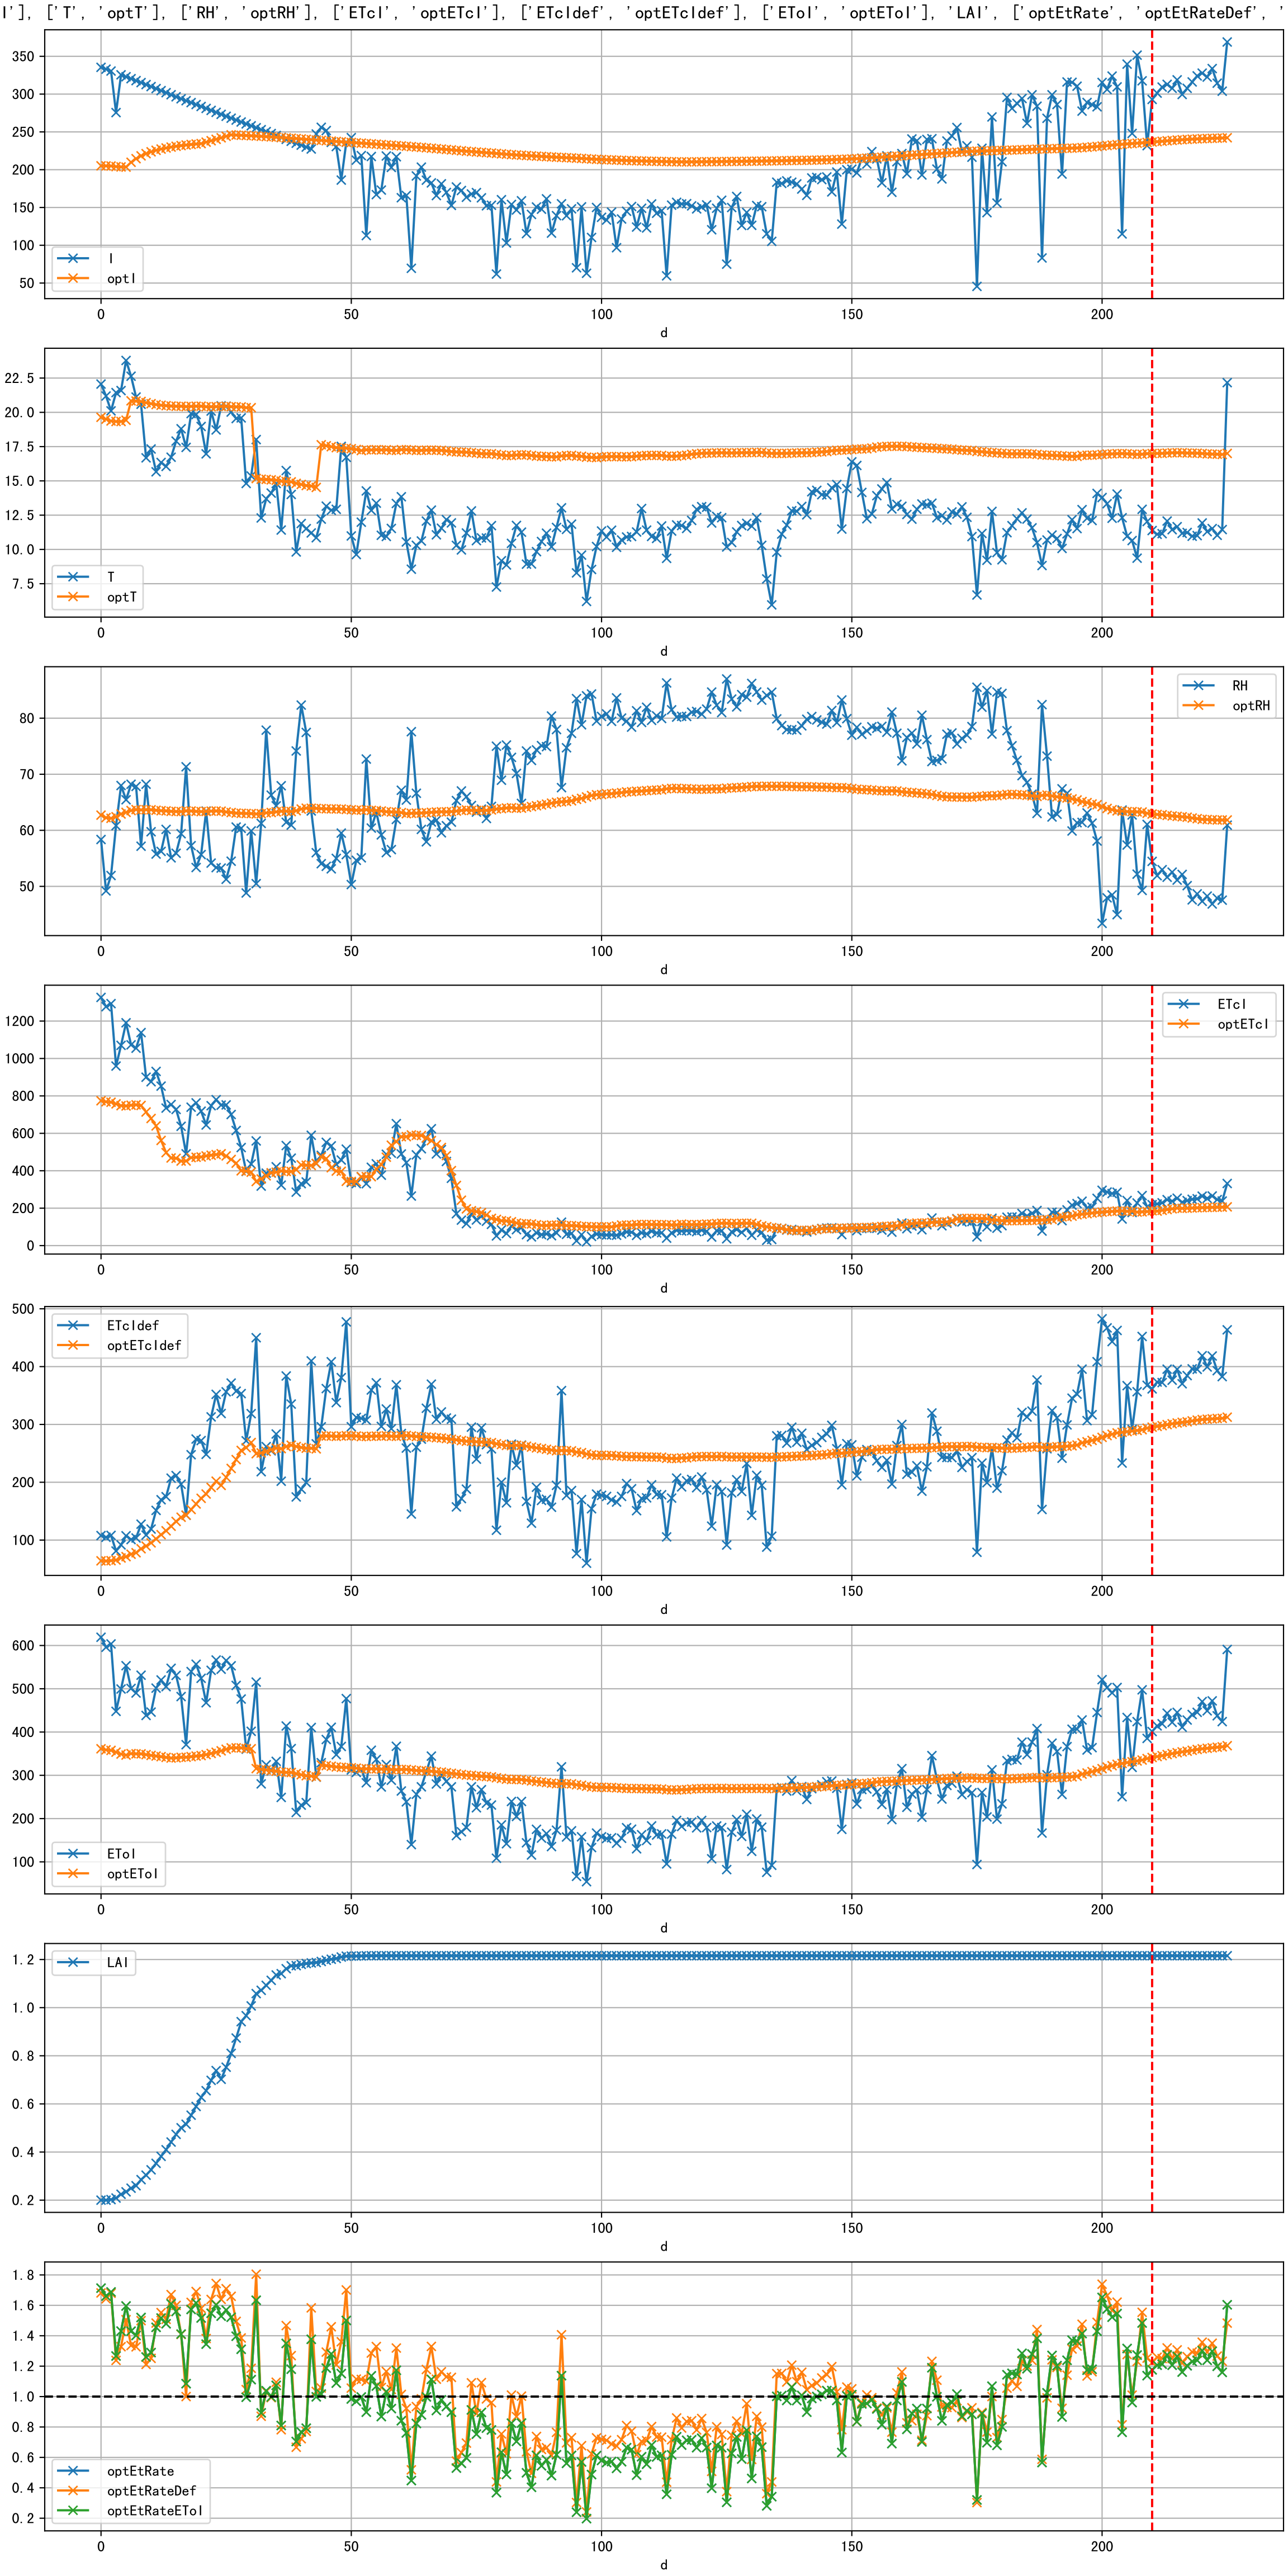 I'], ['T', 'optT'], ['RH', 'optRH'], ['ETcI', 'optETcI'], ['ETcIdef', 'optETcIdef'], ['EToI', 'optEToI'], 'LAI', ['optEtRate', 'optEtRateDef', '
350
300
250
200
150
100
50
I
optI
0 50 100 150 200
d
22.5
20.0
17.5
15.0
12.5
10.0
7.5
T
optT
0 50 100 150 200
d
80
70
60
50
RH
optRH
0 50 100 150 200
d
1200
1000
800
600
400
200
0
ETcI
optETcI
0 50 100 150 200
d
500
400
300
200
100
ETcIdef
optETcIdef
0 50 100 150 200
d
600
500
400
300
200
100
EToI
optEToI
0 50 100 150 200
d
1.2
1.0
0.8
0.6
0.4
0.2
LAI
0 50 100 150 200
d
1.8
1.6
1.4
1.2
1.0
0.8
0.6
0.4
0.2
optEtRate
optEtRateDef
optEtRateEToI
0 50 100 150 200
d